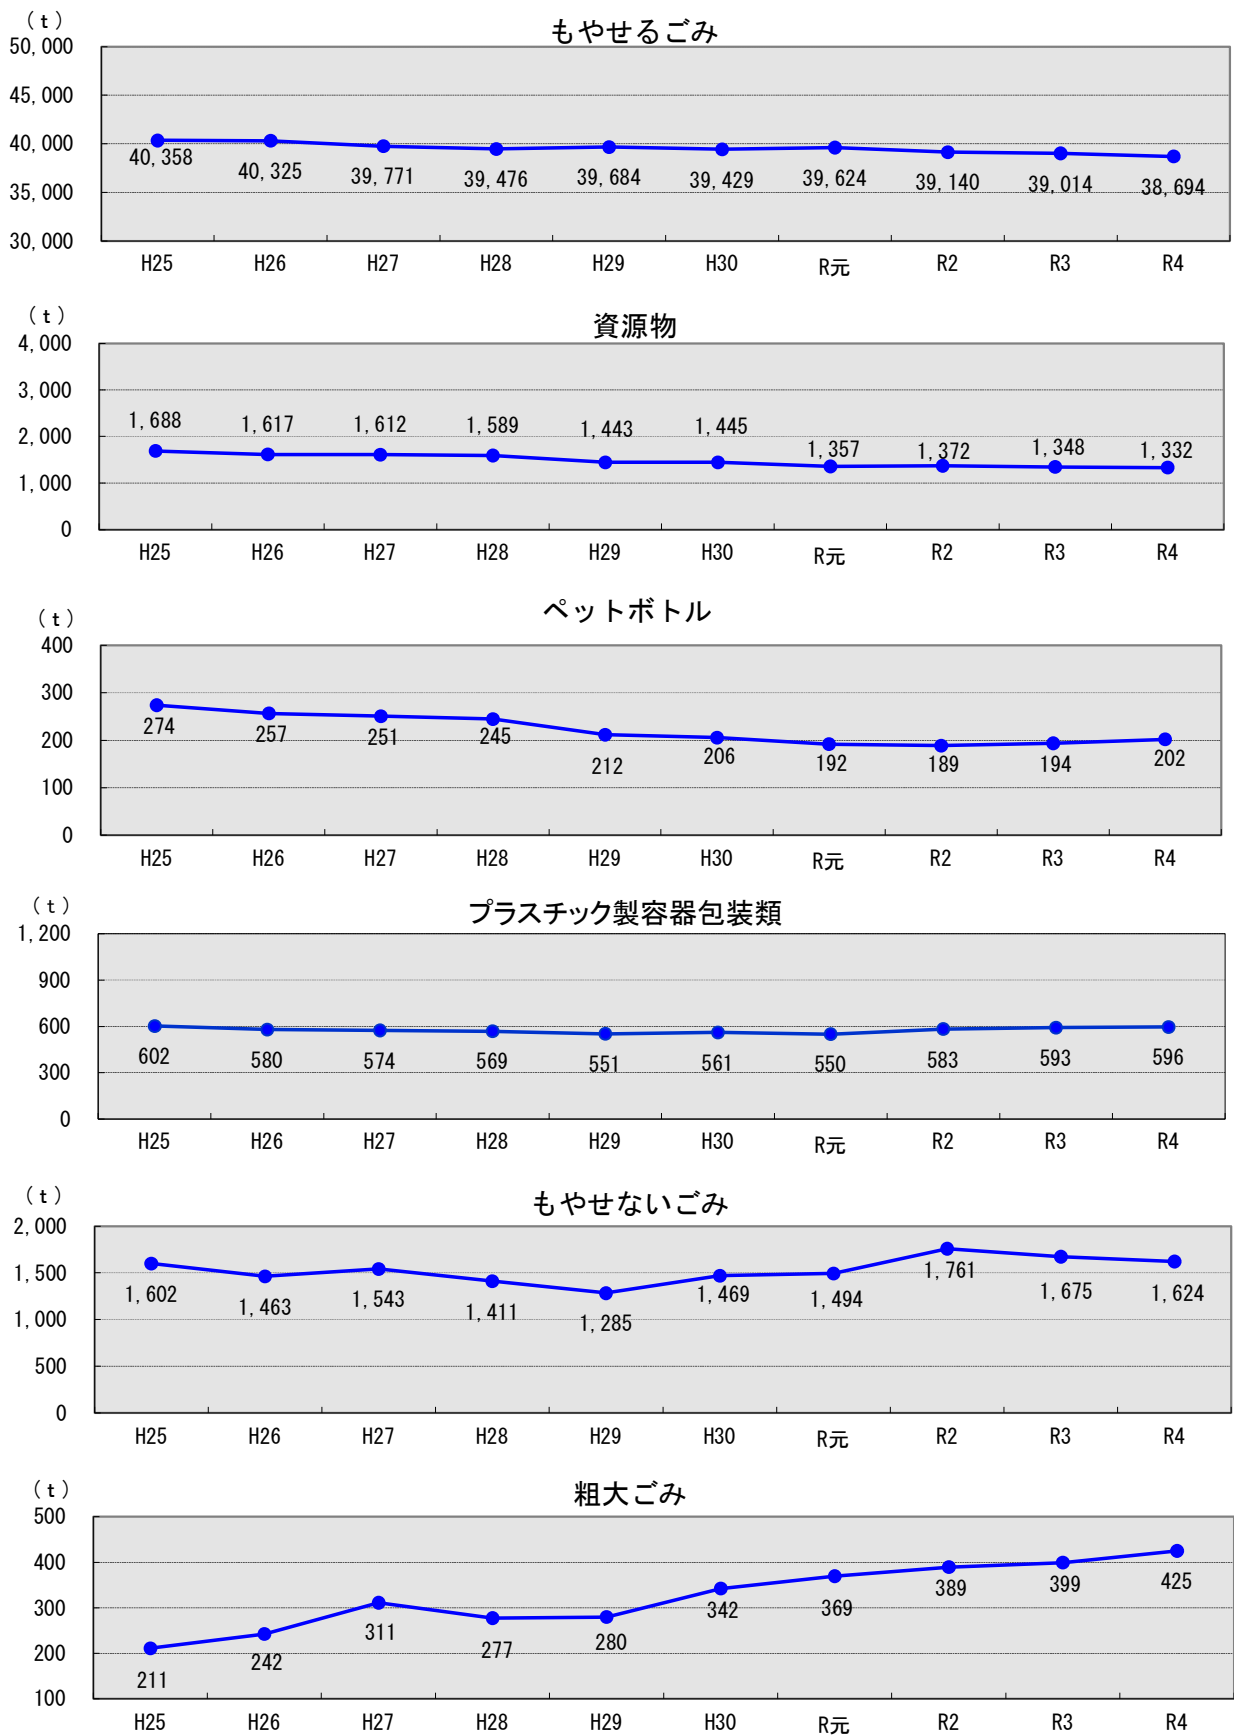 (t)
もやせるごみ
50,000
45,000
40,000
35,000
30,000
40,358 40,325 39,771 39,476 39,684 39,429 39,624 39,140 39,014 38,694
H25 H26 H27 H28 H29 H30 R元 R2 R3 R4
(t)
資源物
4,000
3,000
2,000
1,000
0
1,688 1,617 1,612 1,589 1,443 1,445 1,357 1,372 1,348 1,332
H25 H26 H27 H28 H29 H30 R元 R2 R3 R4
(t)
ペットボトル
400
300
200
100
0
274 257 251 245 212 206 192 189 194 202
H25 H26 H27 H28 H29 H30 R元 R2 R3 R4
(t)
プラスチック製容器包装類
1,200
900
600
300
0
602 580 574 569 551 561 550 583 593 596
H25 H26 H27 H28 H29 H30 R元 R2 R3 R4
(t)
もやせないごみ
2,000
1,500
1,000
500
0
1,602 1,463 1,543 1,411 1,285 1,469 1,494 1,761 1,675 1,624
H25 H26 H27 H28 H29 H30 R元 R2 R3 R4
(t)
粗大ごみ
500
400
300
200
100
211 242 311 277 280 342 369 389 399 425
H25 H26 H27 H28 H29 H30 R元 R2 R3 R4